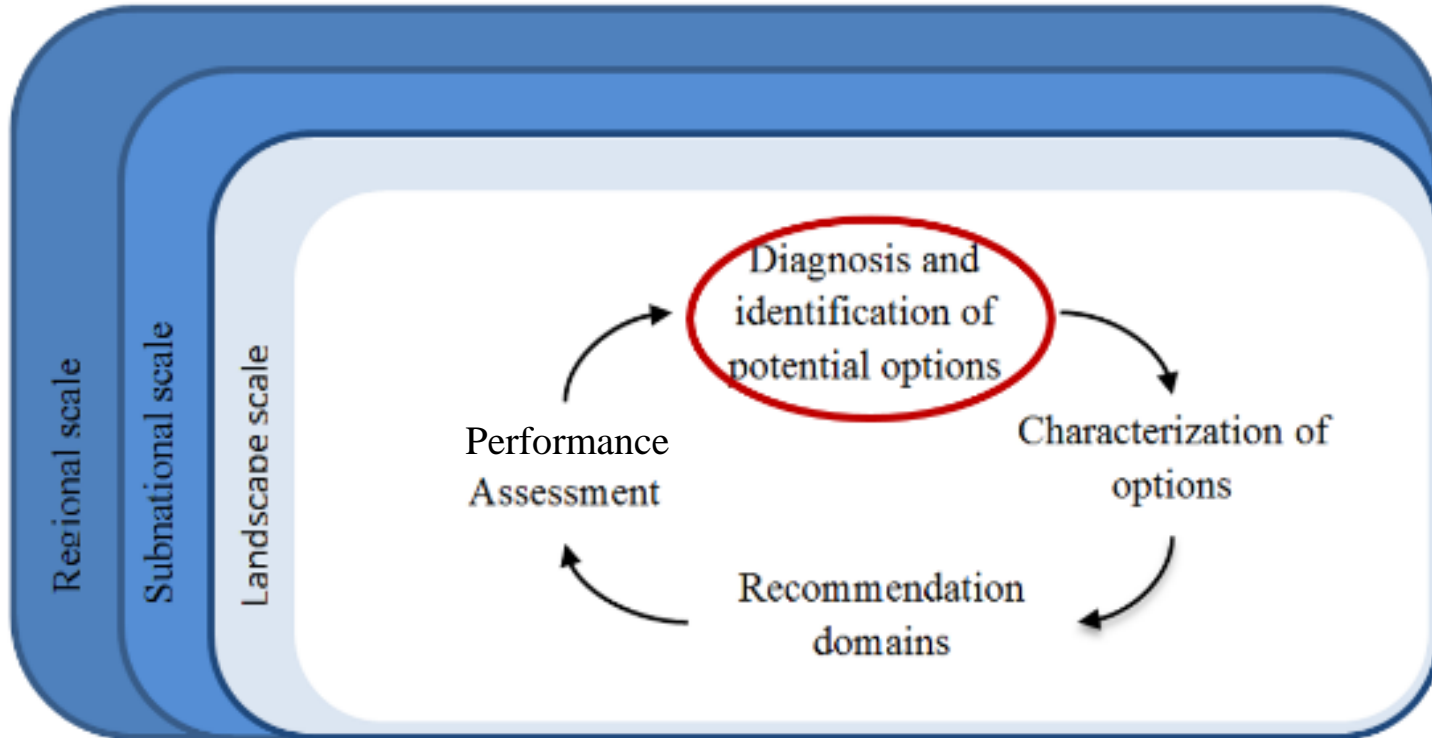 Regional scale
Subnational scale
Landscape scale
Diagnosis and
identification of
potential options
Characterization of
options
Recommendation
domains
Performance
Assessment